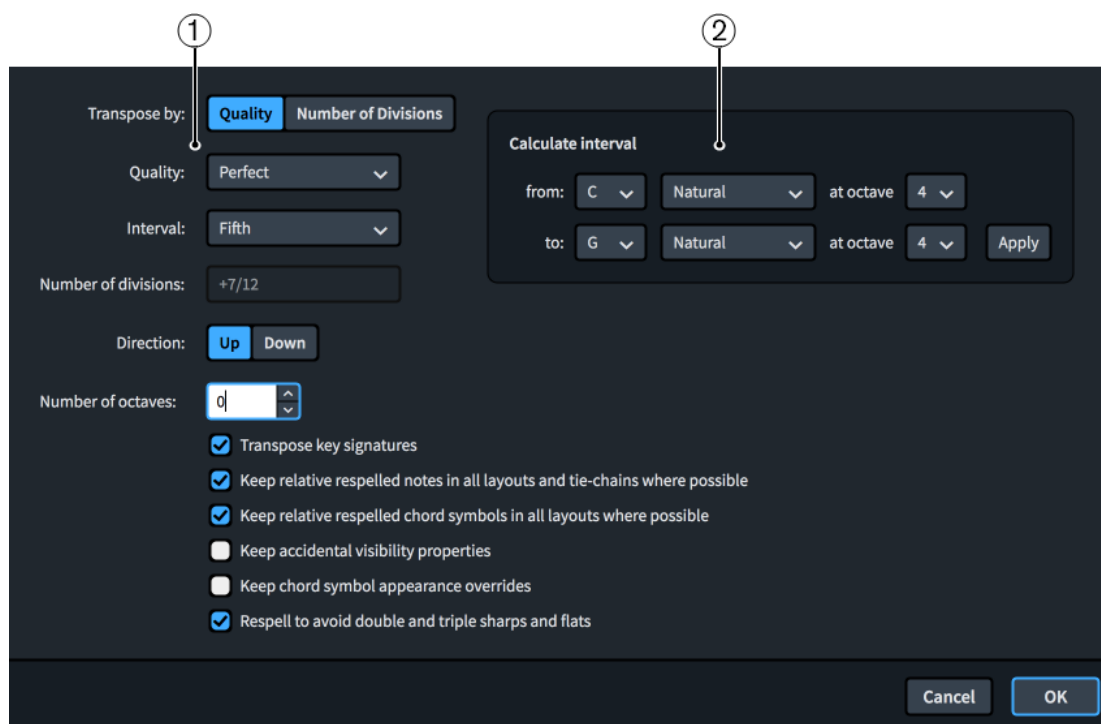 1 2
Transpose by: Quality Number of Divisions
Calculate interval
Quality: Perfect
from: C Natural at octave 4
Interval: Fifth
to: G Natural at octave 4 Apply
Number of divisions: +7/12
Direction: Up Down
Number of octaves: 0
Transpose key signatures
Keep relative respelled notes in all layouts and tie-chains where possible
Keep relative respelled chord symbols in all layouts where possible
Keep accidental visibility properties
Keep chord symbol appearance overrides
Respell to avoid double and triple sharps and flats
Cancel OK